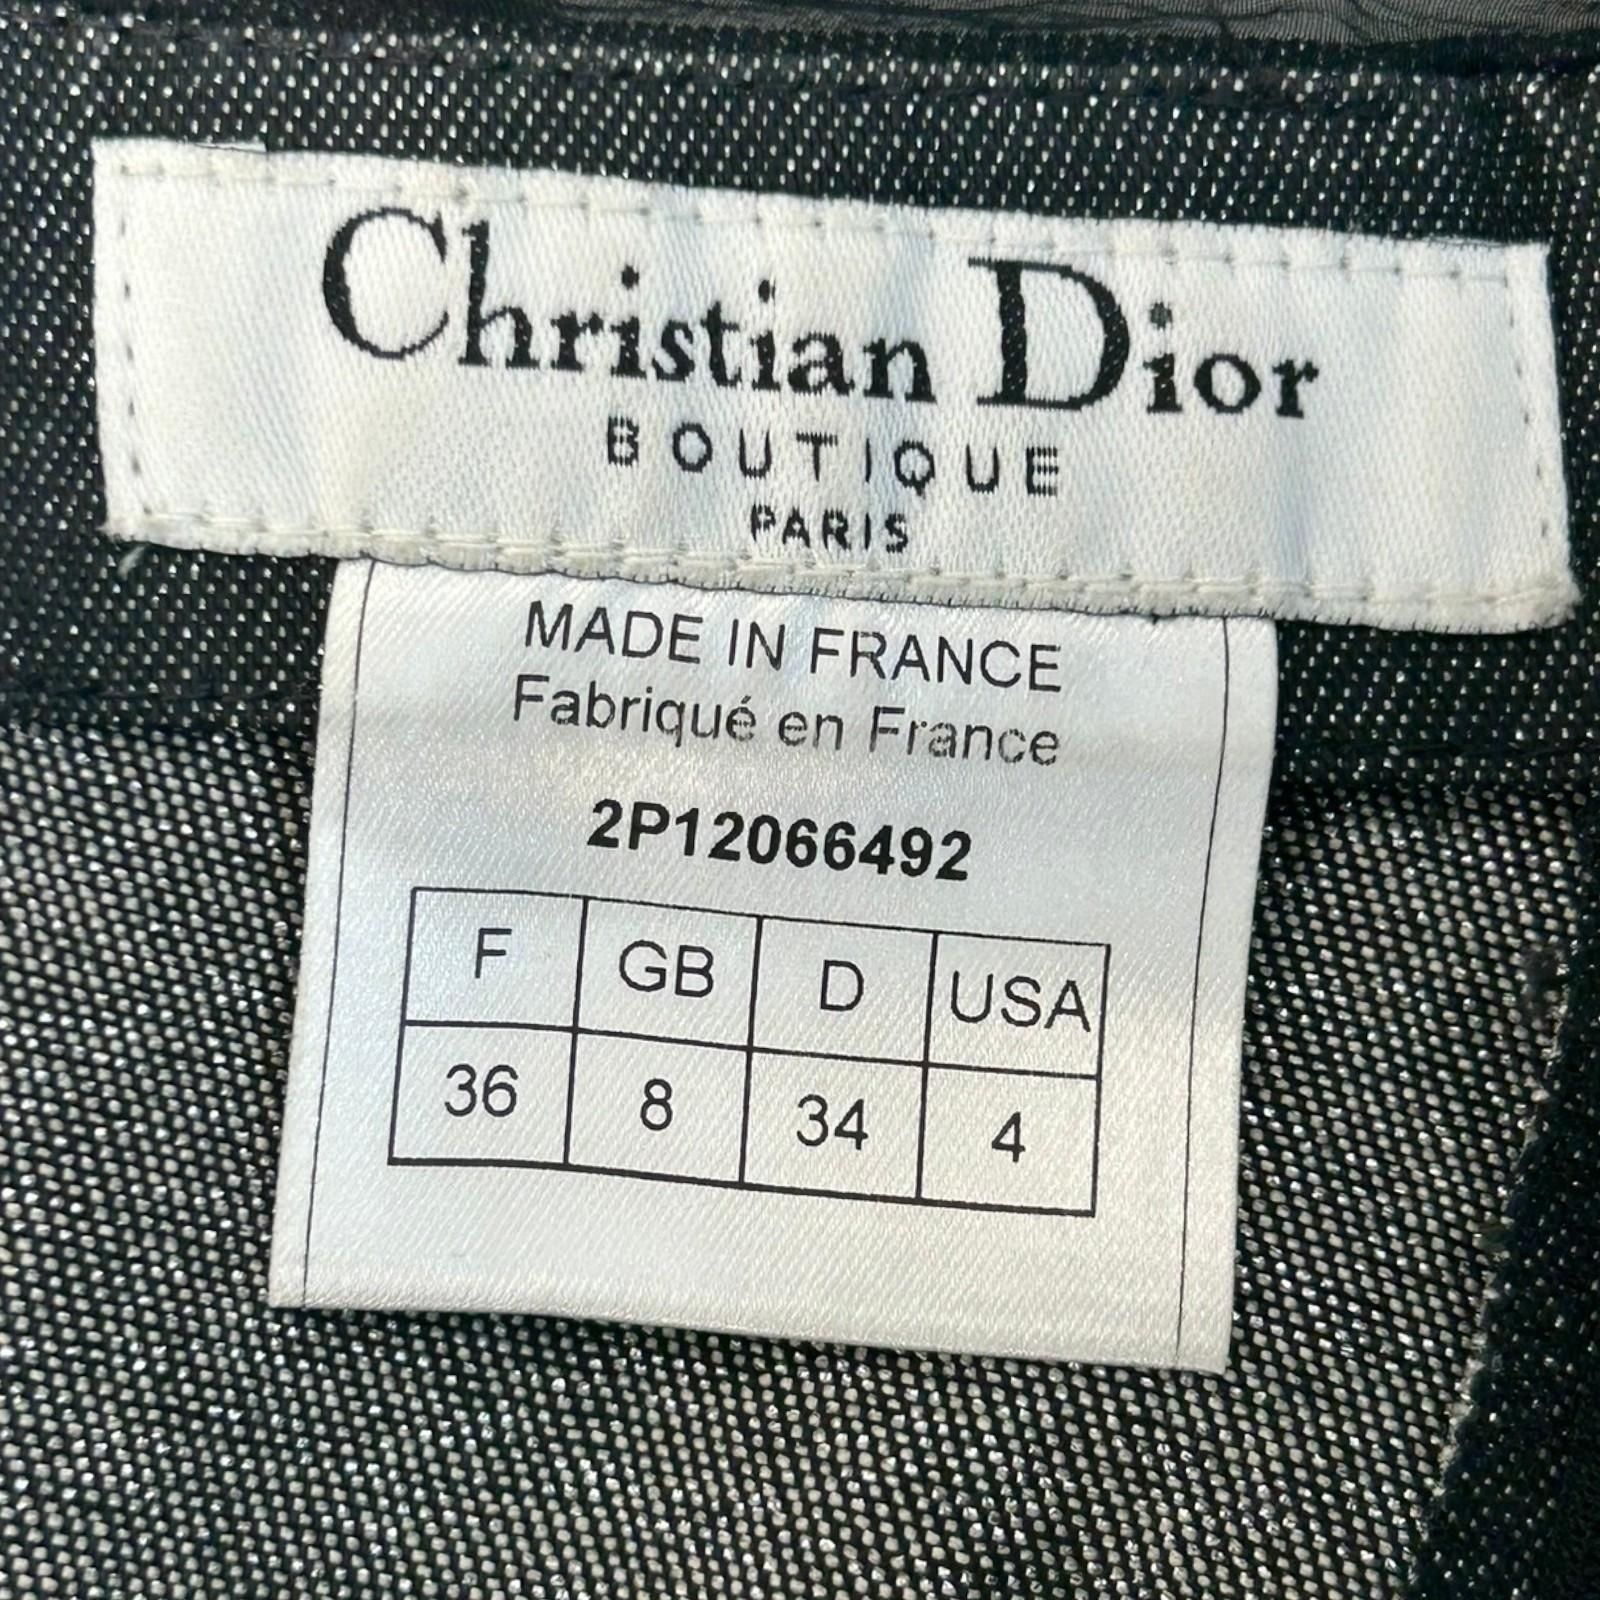 Christian Dior
BOUTIQUE
PARIS
MADE IN FRANCE
Fabriqué en France
2P12066492
F GB D USA
36 8 34 4